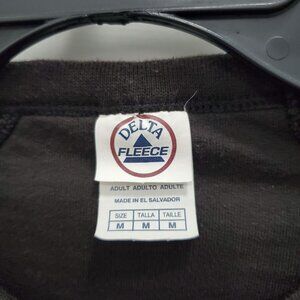 DELTA
FLEECE
ADULT ADULTO ADULTE
MADE IN EL SALVADOR
SIZE TALLA TAILLE
M M M